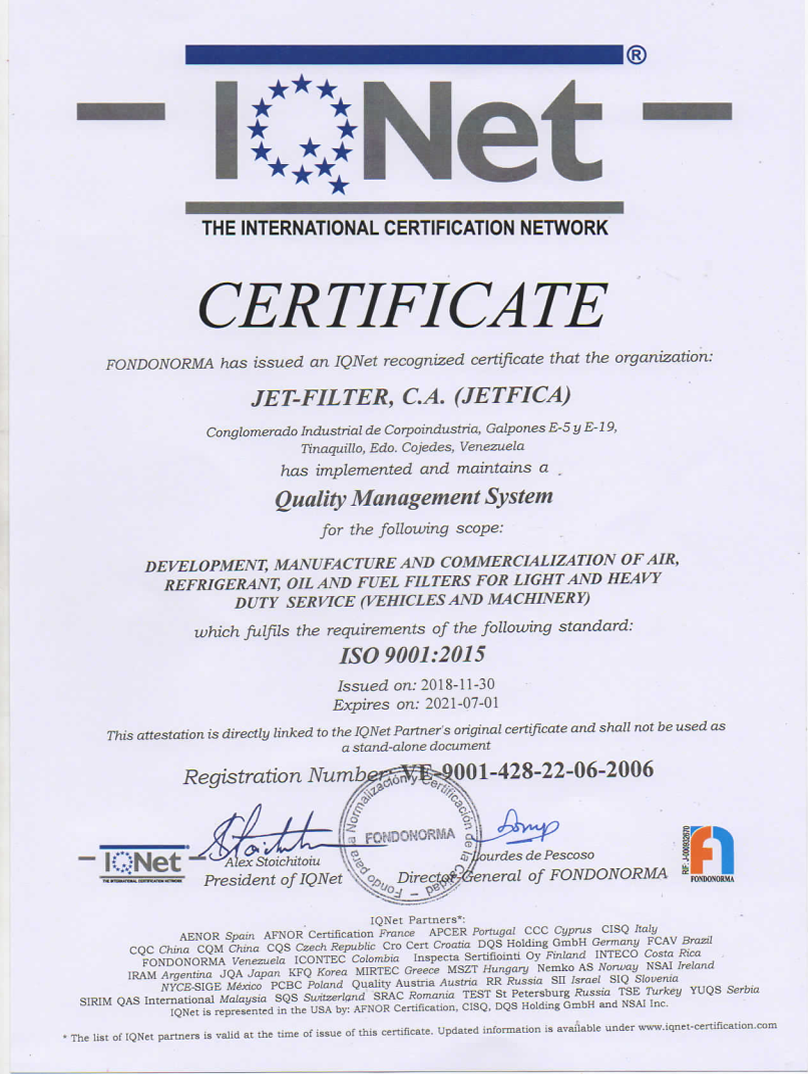 IQNet®
THE INTERNATIONAL CERTIFICATION NETWORK
CERTIFICATE
FONDONORMA has issued an IQNet recognized certificate that the organization:
JET-FILTER, C.A. (JETFICA)
Conglomerado Industrial de Corpoindustria, Galpones E-5 y E-19,
Tinaquillo, Edo. Cojedes, Venezuela
has implemented and maintains a
Quality Management System
for the following scope:
DEVELOPMENT, MANUFACTURE AND COMMERCIALIZATION OF AIR,
REFRIGERANT, OIL AND FUEL FILTERS FOR LIGHT AND HEAVY
DUTY SERVICE (VEHICLES AND MACHINERY)
which fulfils the requirements of the following standard:
ISO 9001:2015
Issued on: 2018-11-30
Expires on: 2021-07-01
This attestation is directly linked to the IQNet Partner's original certificate and shall not be used as
a stand-alone document
Registration Number: VE-9001-428-22-06-2006
Fondo para la Normalización y Certificación de la Calidad
FONDONORMA
IQNet
THE INTERNATIONAL CERTIFICATION NETWORK
Alex Stoichitoiu
President of IQNet
Lourdes de Pescoso
Director General of FONDONORMA
RIF: J-000932670
FONDONORMA
IQNet Partners*:
AENOR Spain AFNOR Certification France APCER Portugal CCC Cyprus CISQ Italy
CQC China CQM China CQS Czech Republic Cro Cert Croatia DQS Holding GmbH Germany FCAV Brazil
FONDONORMA Venezuela ICONTEC Colombia Inspecta Sertifiointi Oy Finland INTECO Costa Rica
IRAM Argentina JQA Japan KFQ Korea MIRTEC Greece MSZT Hungary Nemko AS Norway NSAI Ireland
NYCE-SIGE México PCBC Poland Quality Austria Austria RR Russia SII Israel SIQ Slovenia
SIRIM QAS International Malaysia SQS Switzerland SRAC Romania TEST St Petersburg Russia TSE Turkey YUQS Serbia
IQNet is represented in the USA by: AFNOR Certification, CISQ, DQS Holding GmbH and NSAI Inc.
* The list of IQNet partners is valid at the time of issue of this certificate. Updated information is available under www.iqnet-certification.com